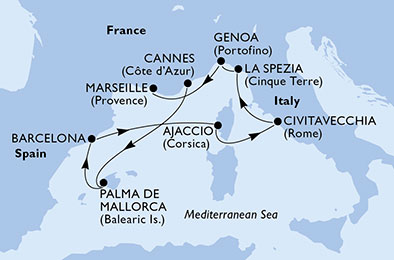 France
GENOA
(Portofino)
CANNES
(Côte d'Azur)
LA SPEZIA
(Cinque Terre)
MARSEILLE
(Provence)
Italy
CIVITAVECCHIA
(Rome)
BARCELONA
AJACCIO
(Corsica)
Spain
PALMA DE
MALLORCA
(Balearic Is.)
Mediterranean Sea